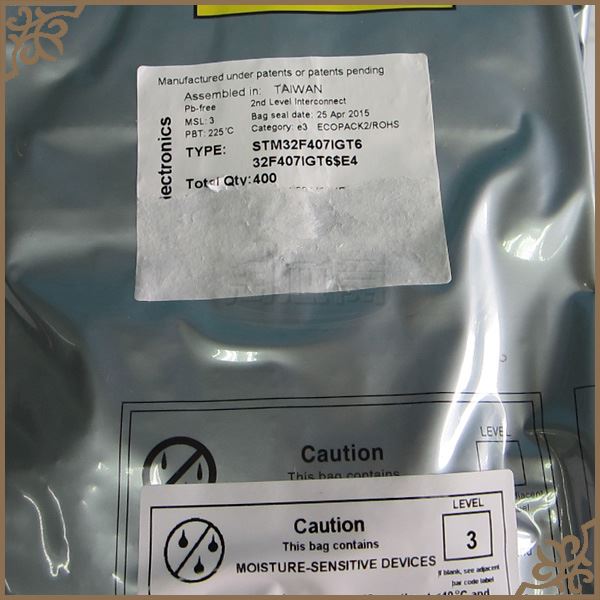 Manufactured under patents or patents pending
Assembled in: TAIWAN
Pb-free 2nd Level Interconnect
MSL: 3 Bag seal date: 25 Apr 2015
PBT: 225°C Category: e3 ECOPACK2/ROHS
TYPE: STM32F407IGT6
32F407IGT6$E4
Total Qty: 400
lectronics
LEVEL
Caution
This bag contains
LEVEL
Caution
3
This bag contains
MOISTURE-SENSITIVE DEVICES
If blank, see adjacent
bar code label